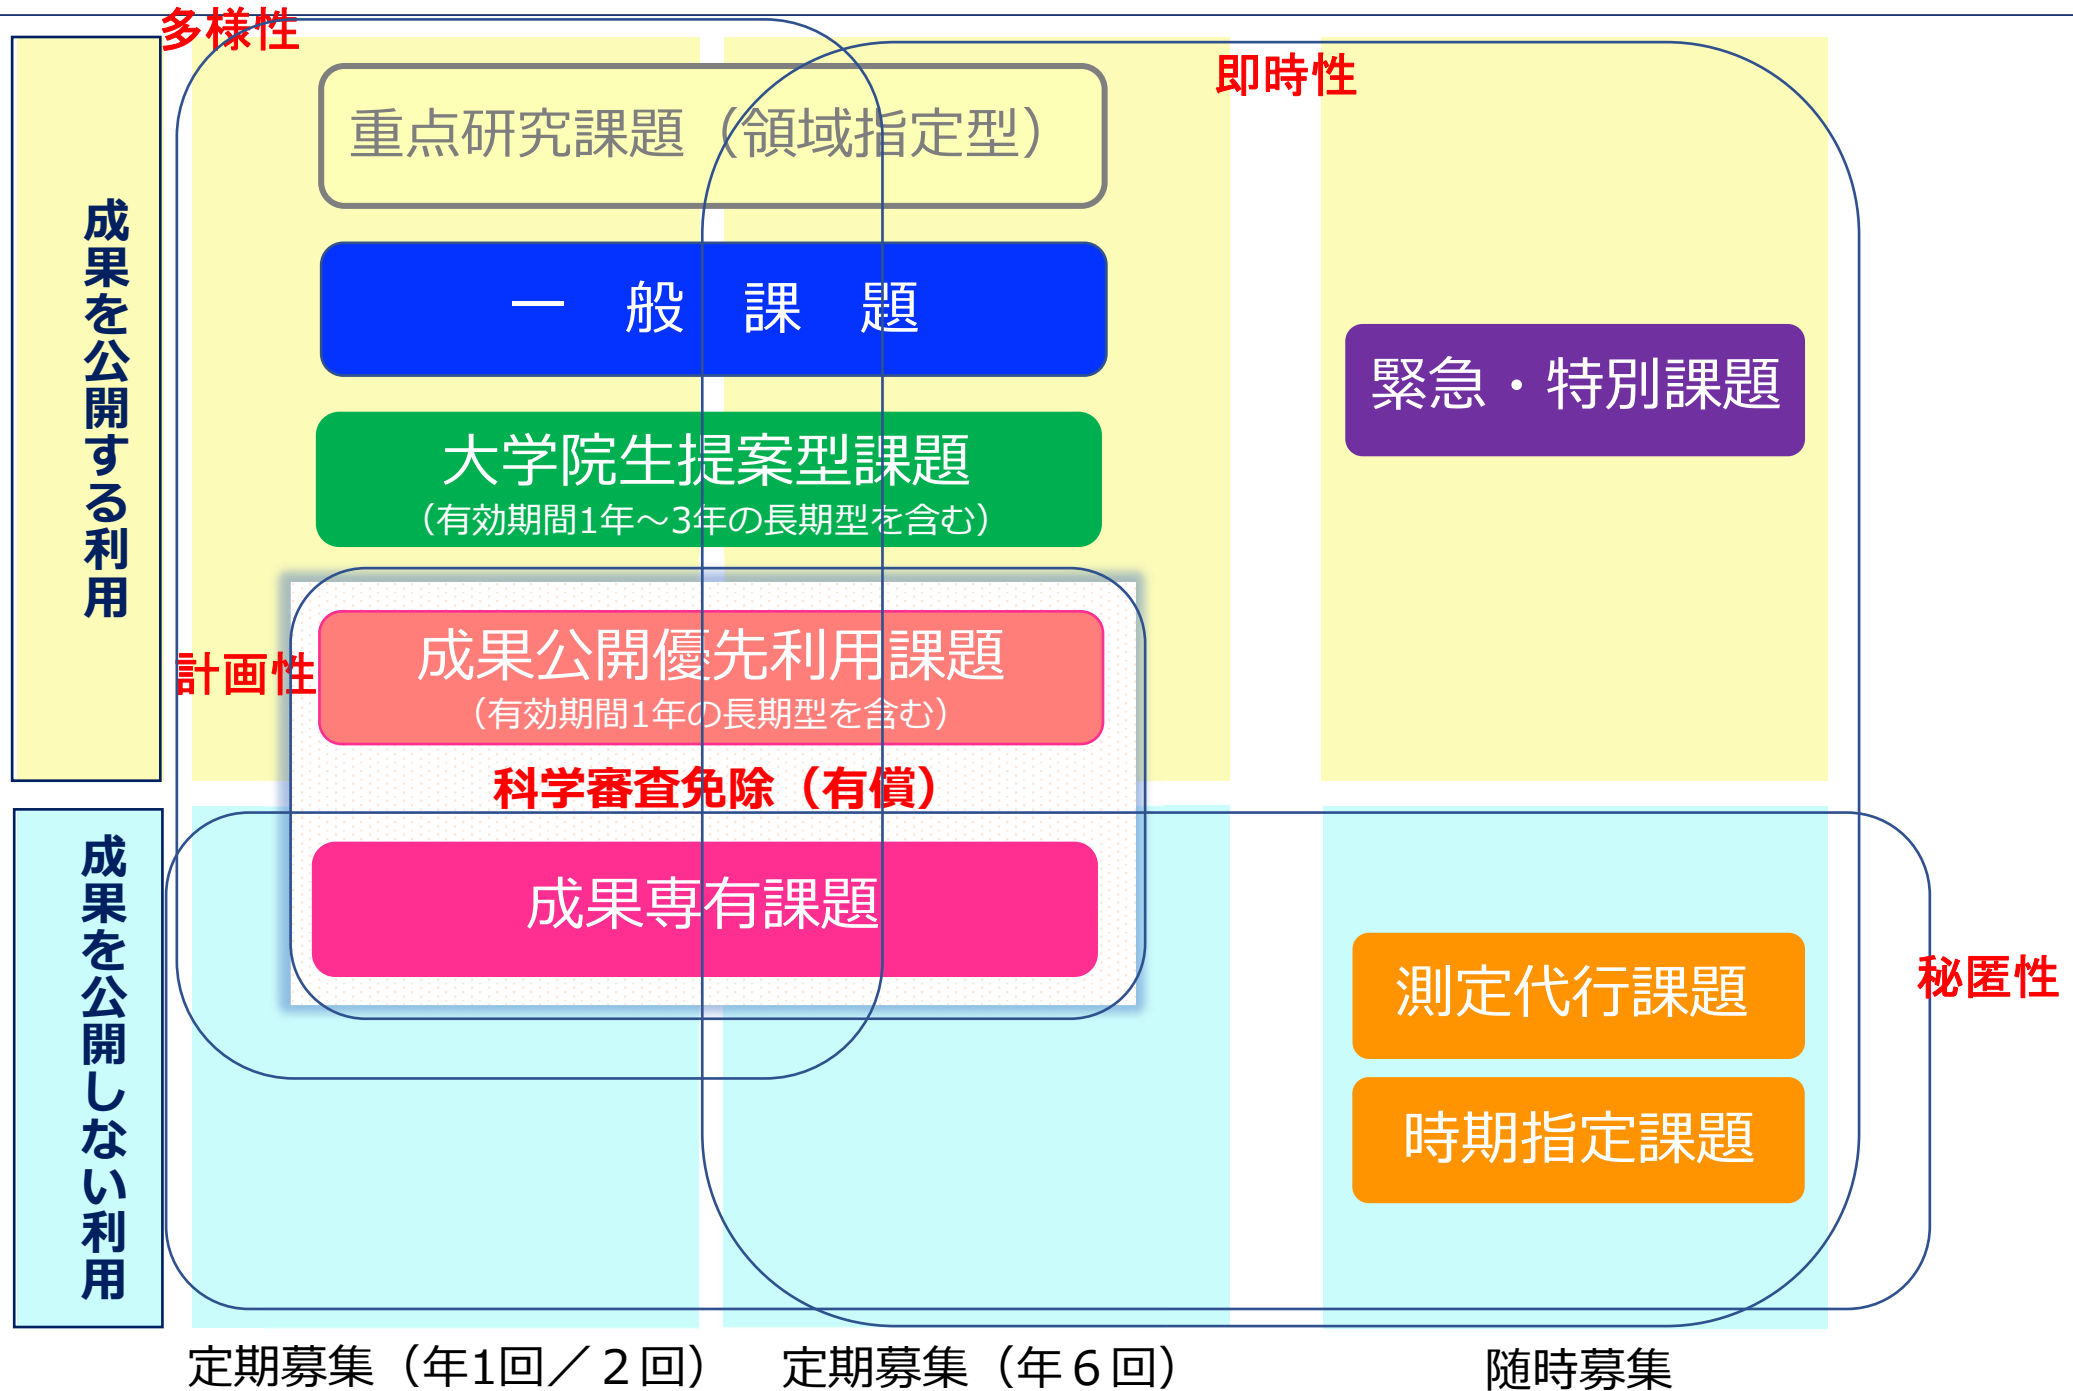 多様性
即時性
成果を公開する利用
重点研究課題（領域指定型）
一　般　課　題
緊急・特別課題
大学院生提案型課題
（有効期間1年～3年の長期型を含む）
計画性
成果公開優先利用課題
（有効期間1年の長期型を含む）
科学審査免除（有償）
成果を公開しない利用
成果専有課題
測定代行課題
秘匿性
時期指定課題
定期募集（年1回／２回）
定期募集（年６回）
随時募集